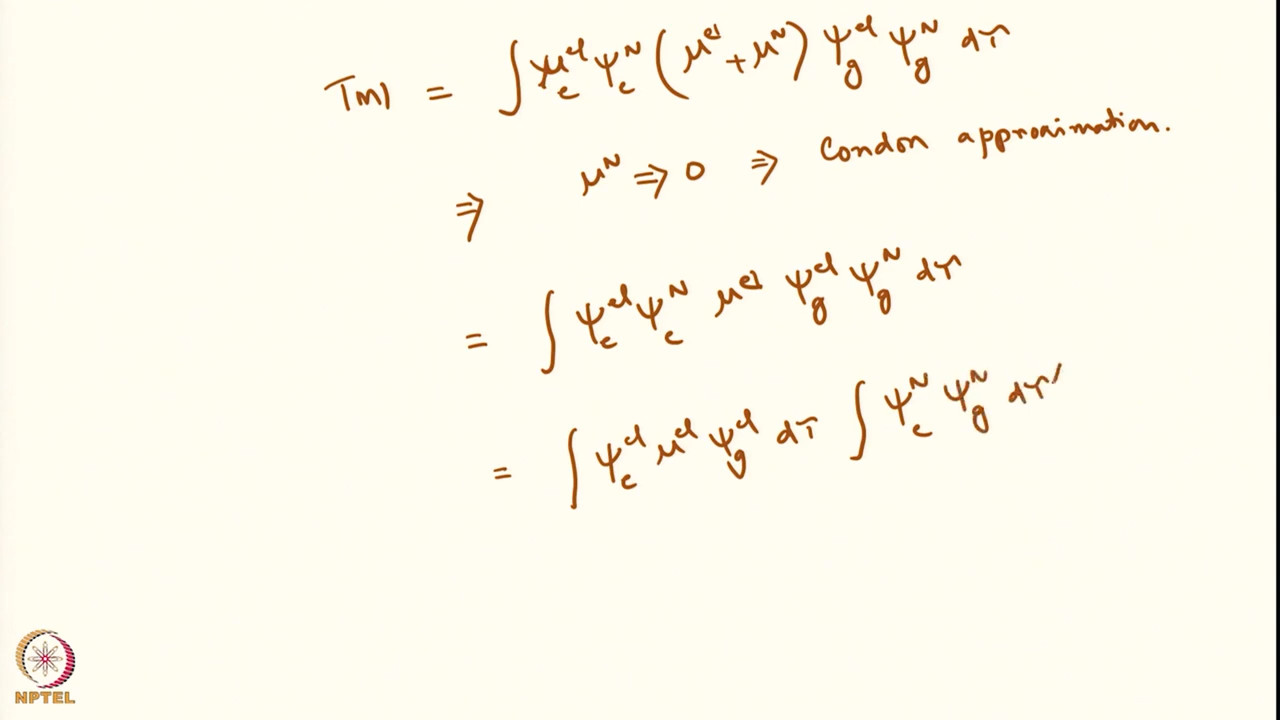 TMI = ∫ ψ_e^el ψ_e^N (μ^el + μ^N) ψ_g^el ψ_g^N dτ
⇒ μ^N ⇒ 0 ⇒ Condon approximation.
= ∫ ψ_e^el ψ_e^N μ^el ψ_g^el ψ_g^N dτ
= ∫ ψ_e^el μ^el ψ_g^el dτ ∫ ψ_e^N ψ_g^N dτ'
NPTEL